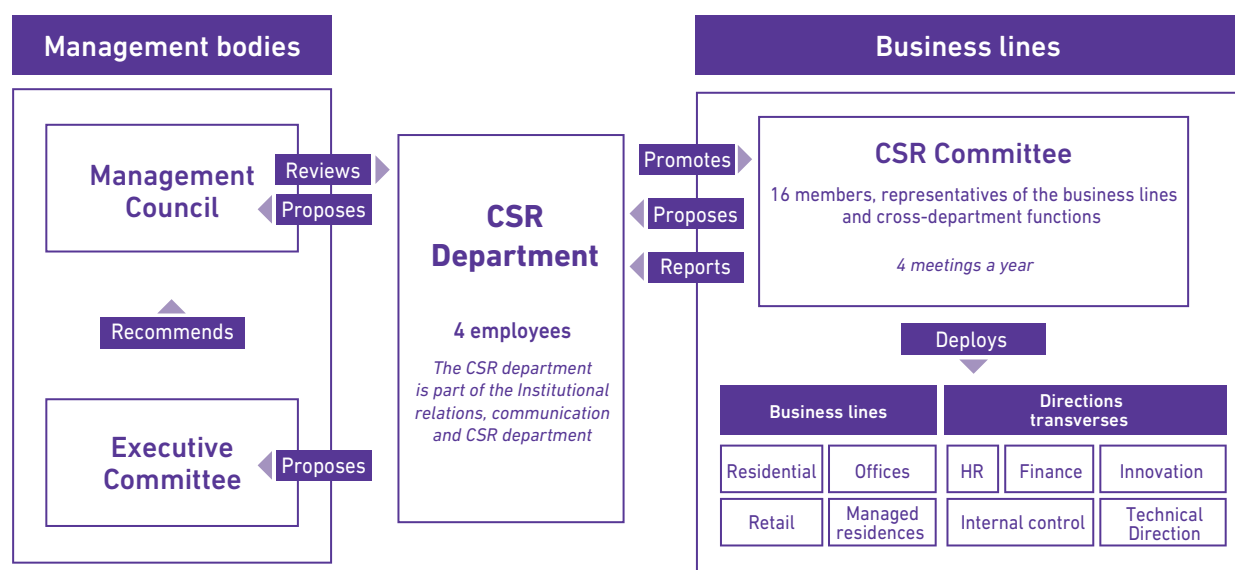 Management bodies
Management
Council
Reviews
Proposes
Recommends
Executive
Committee
Proposes
CSR
Department
4 employees
The CSR department
is part of the Institutional
relations, communication
and CSR department
Business lines
Promotes
Proposes
Reports
CSR Committee
16 members, representatives of the business lines
and cross-department functions
4 meetings a year
Deploys
Business lines
Residential
Offices
Retail
Managed
residences
Directions
transverses
HR
Finance
Innovation
Internal control
Technical
Direction